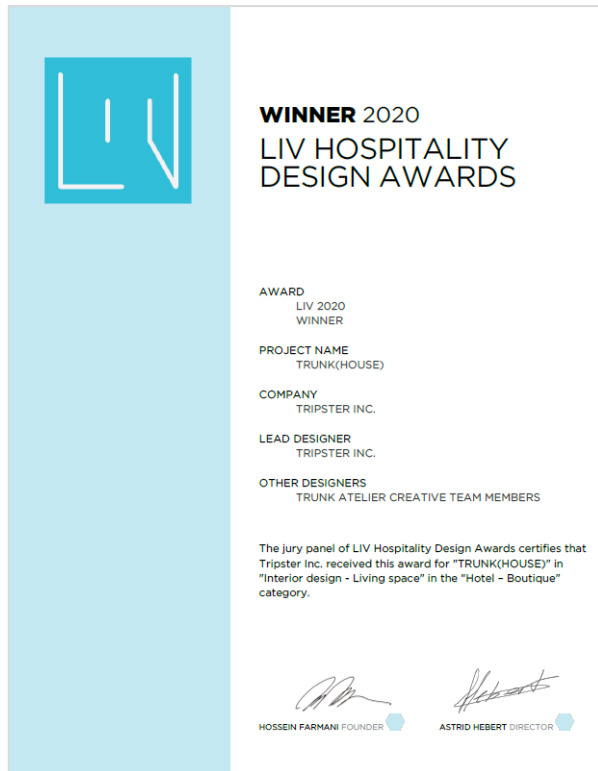 LIV
WINNER 2020
LIV HOSPITALITY
DESIGN AWARDS
AWARD
LIV 2020
WINNER
PROJECT NAME
TRUNK(HOUSE)
COMPANY
TRIPSTER INC.
LEAD DESIGNER
TRIPSTER INC.
OTHER DESIGNERS
TRUNK ATELIER CREATIVE TEAM MEMBERS
The jury panel of LIV Hospitality Design Awards certifies that
Tripster Inc. received this award for "TRUNK(HOUSE)" in
"Interior design - Living space" in the "Hotel – Boutique"
category.
Hebert
HOSSEIN FARMANI FOUNDER
ASTRID HEBERT DIRECTOR